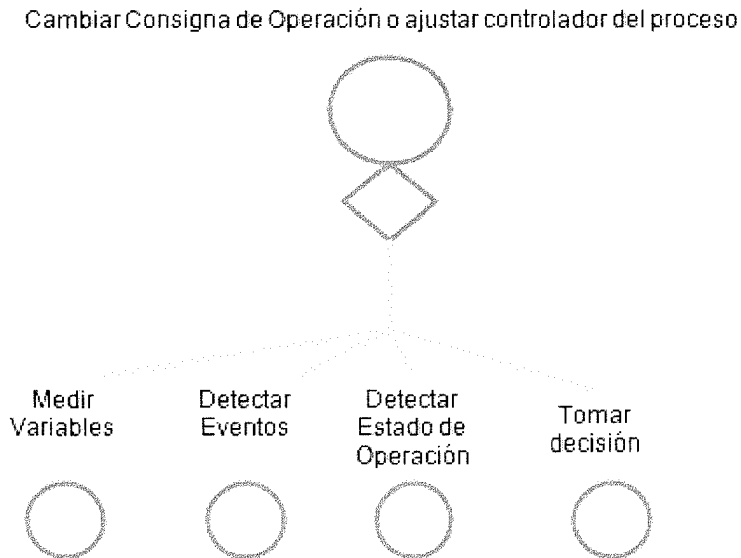 Cambiar Consigna de Operación o ajustar controlador del proceso
Medir
Variables
Detectar
Eventos
Detectar
Estado de
Operación
Tomar
decisión